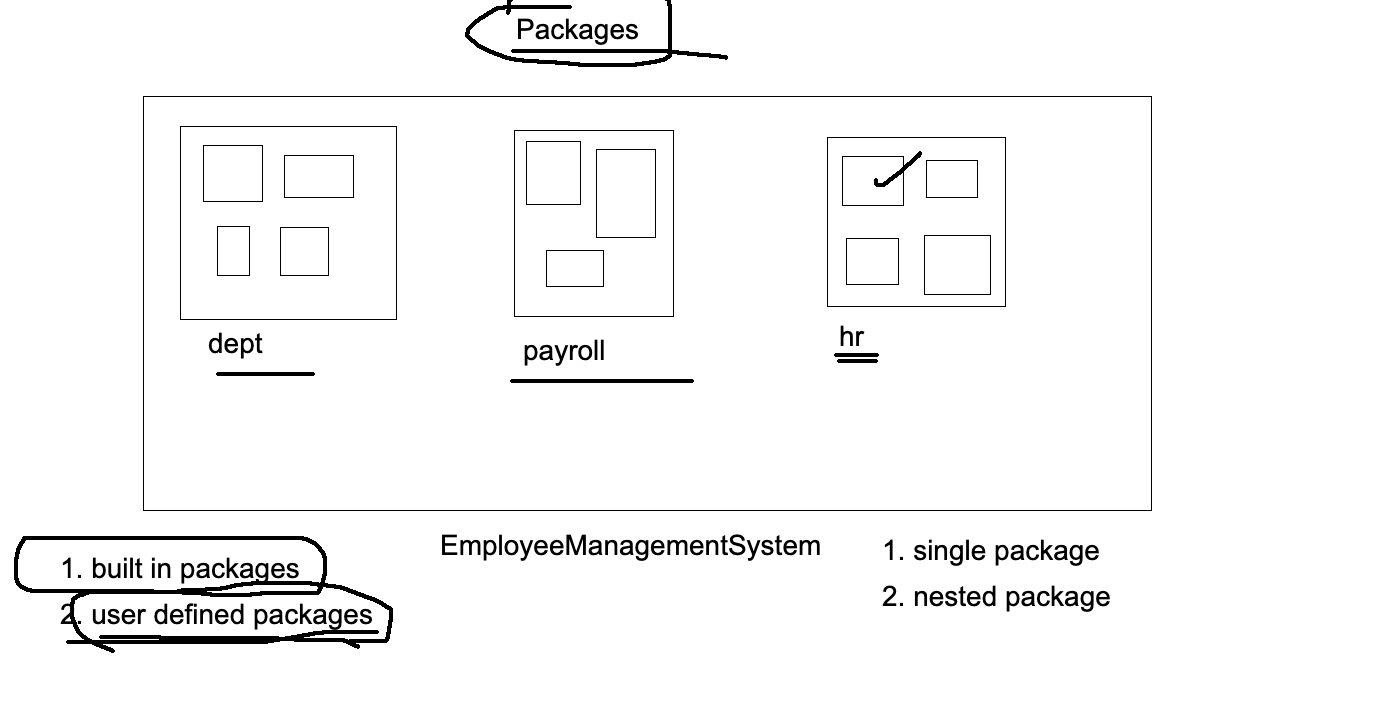 Packages
dept
payroll
hr
EmployeeManagementSystem
1. built in packages
2. user defined packages
1. single package
2. nested package